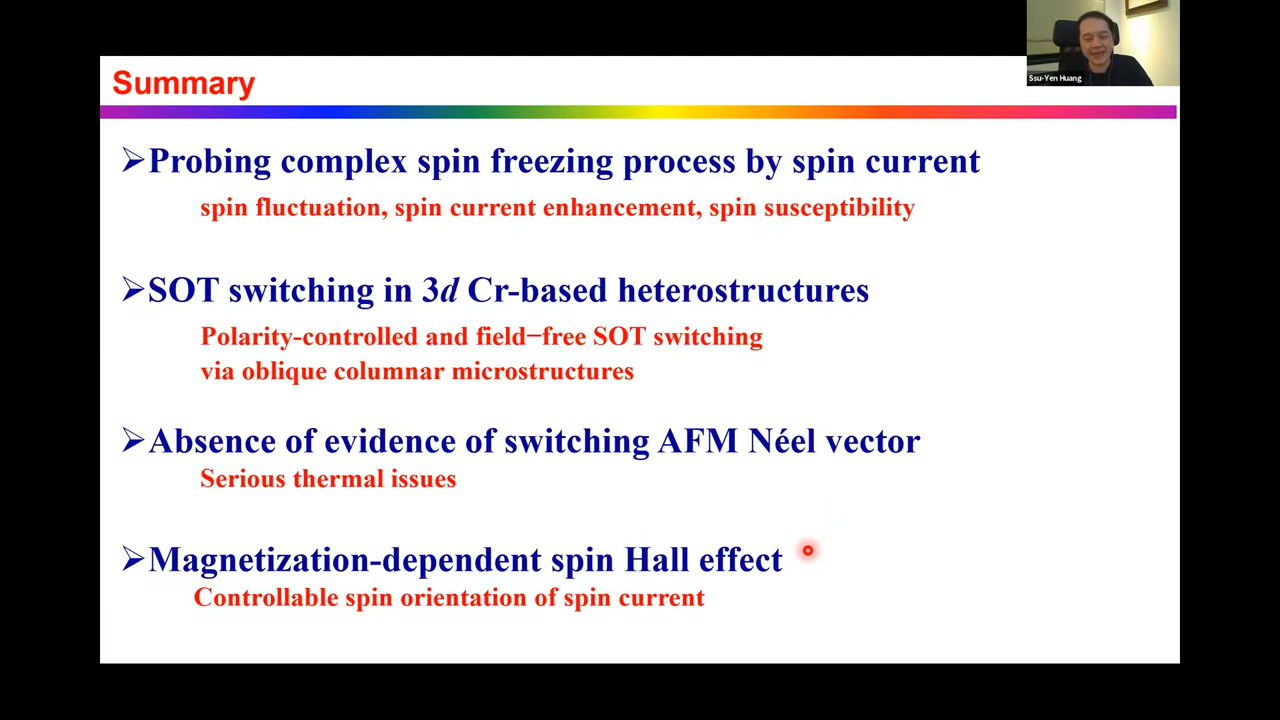 Ssu-Yen Huang
Summary
➢Probing complex spin freezing process by spin current
spin fluctuation, spin current enhancement, spin susceptibility
➢SOT switching in 3d Cr-based heterostructures
Polarity-controlled and field−free SOT switching
via oblique columnar microstructures
➢Absence of evidence of switching AFM Néel vector
Serious thermal issues
➢Magnetization-dependent spin Hall effect
Controllable spin orientation of spin current